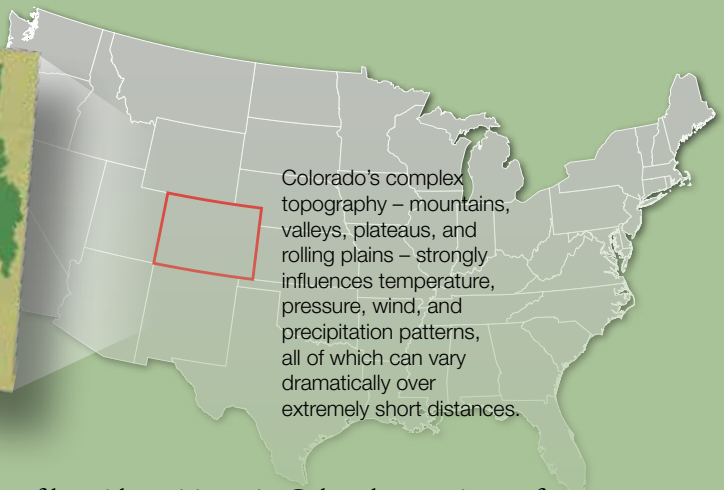 Colorado’s complex
topography – mountains,
valleys, plateaus, and
rolling plains – strongly
influences temperature,
pressure, wind, and
precipitation patterns,
all of which can vary
dramatically over
extremely short distances.